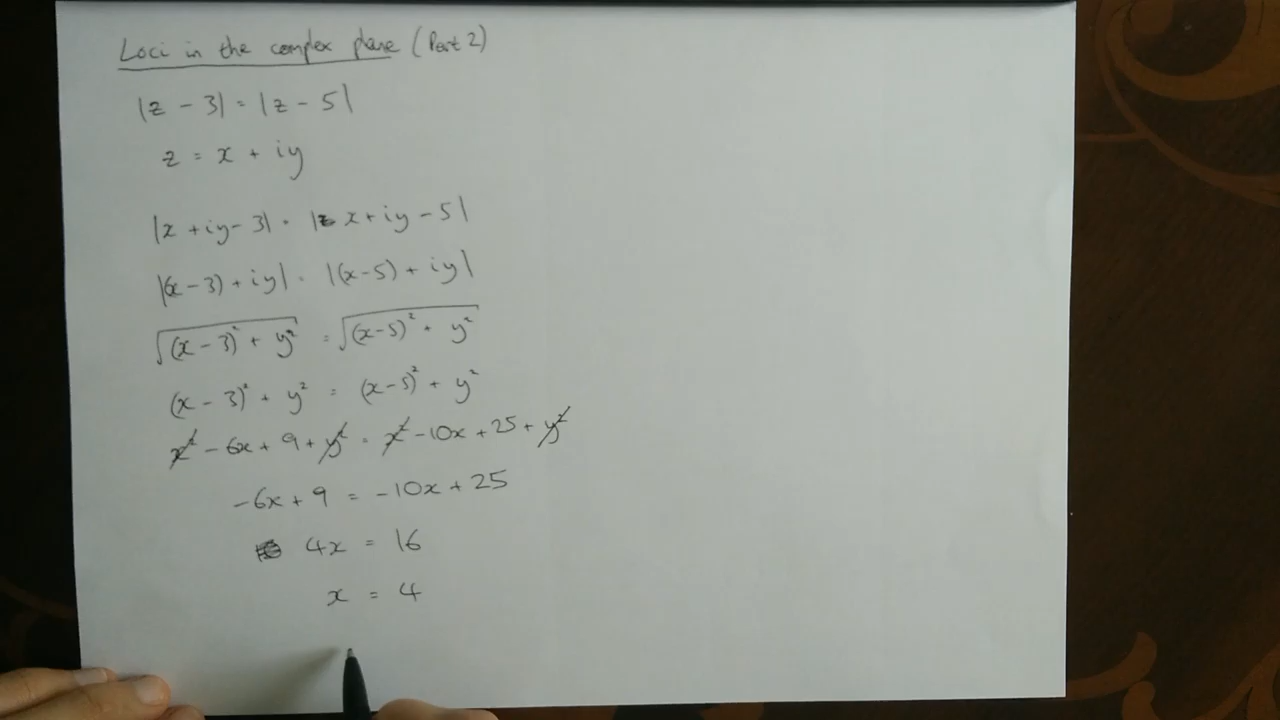 Loci in the complex plane (Part 2)
|z - 3| = |z - 5|
z = x + iy
|x + iy - 3| = |x + iy - 5|
|(x - 3) + iy| = |(x - 5) + iy|
√((x - 3)² + y²) = √((x - 5)² + y²)
(x - 3)² + y² = (x - 5)² + y²
x² - 6x + 9 + y² = x² - 10x + 25 + y²
-6x + 9 = -10x + 25
4x = 16
x = 4